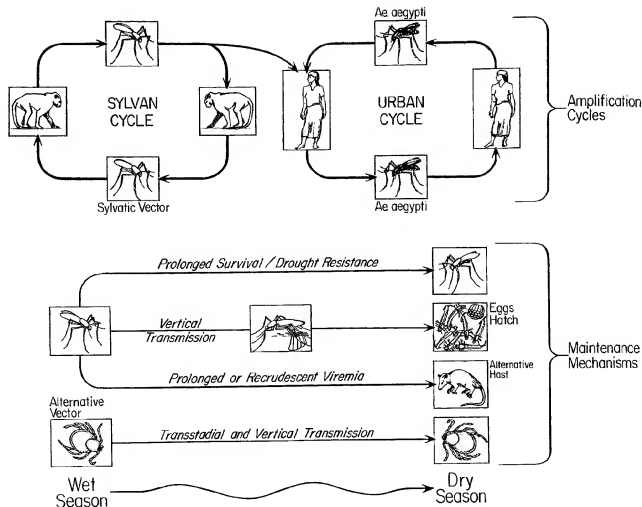 Ae. aegypti
SYLVAN
CYCLE
URBAN
CYCLE
Amplification
Cycles
Sylvatic Vector
Ae. aegypti
Prolonged Survival / Drought Resistance
Vertical
Transmission
Eggs
Hatch
Maintenance
Mechanisms
Prolonged or Recrudescent Viremia
Alternative
Host
Alternative
Vector
Transstadial and Vertical Transmission
Wet
Season
Dry
Season